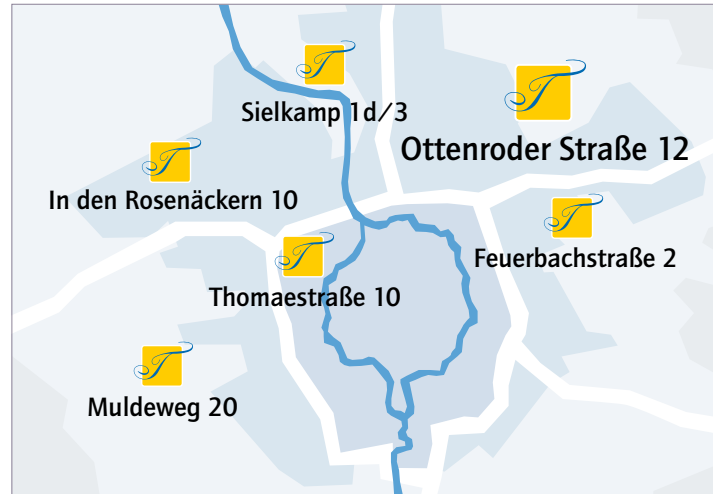 Sielkamp 1d/3
Ottenroder Straße 12
In den Rosenäckern 10
Feuerbachstraße 2
Thomaestraße 10
Muldeweg 20
T
T
T
T
T
T